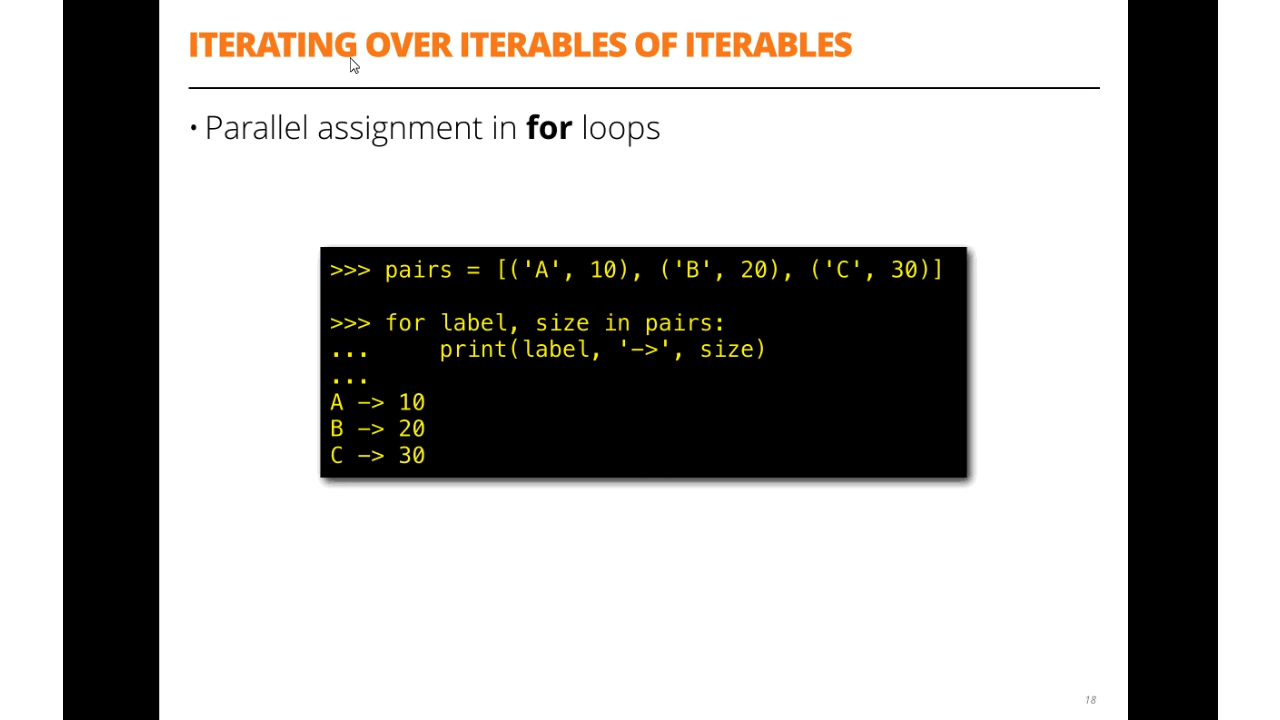 ITERATING OVER ITERABLES OF ITERABLES
• Parallel assignment in for loops
>>> pairs = [('A', 10), ('B', 20), ('C', 30)]
>>> for label, size in pairs:
...     print(label, '->', size)
...
A -> 10
B -> 20
C -> 30
18